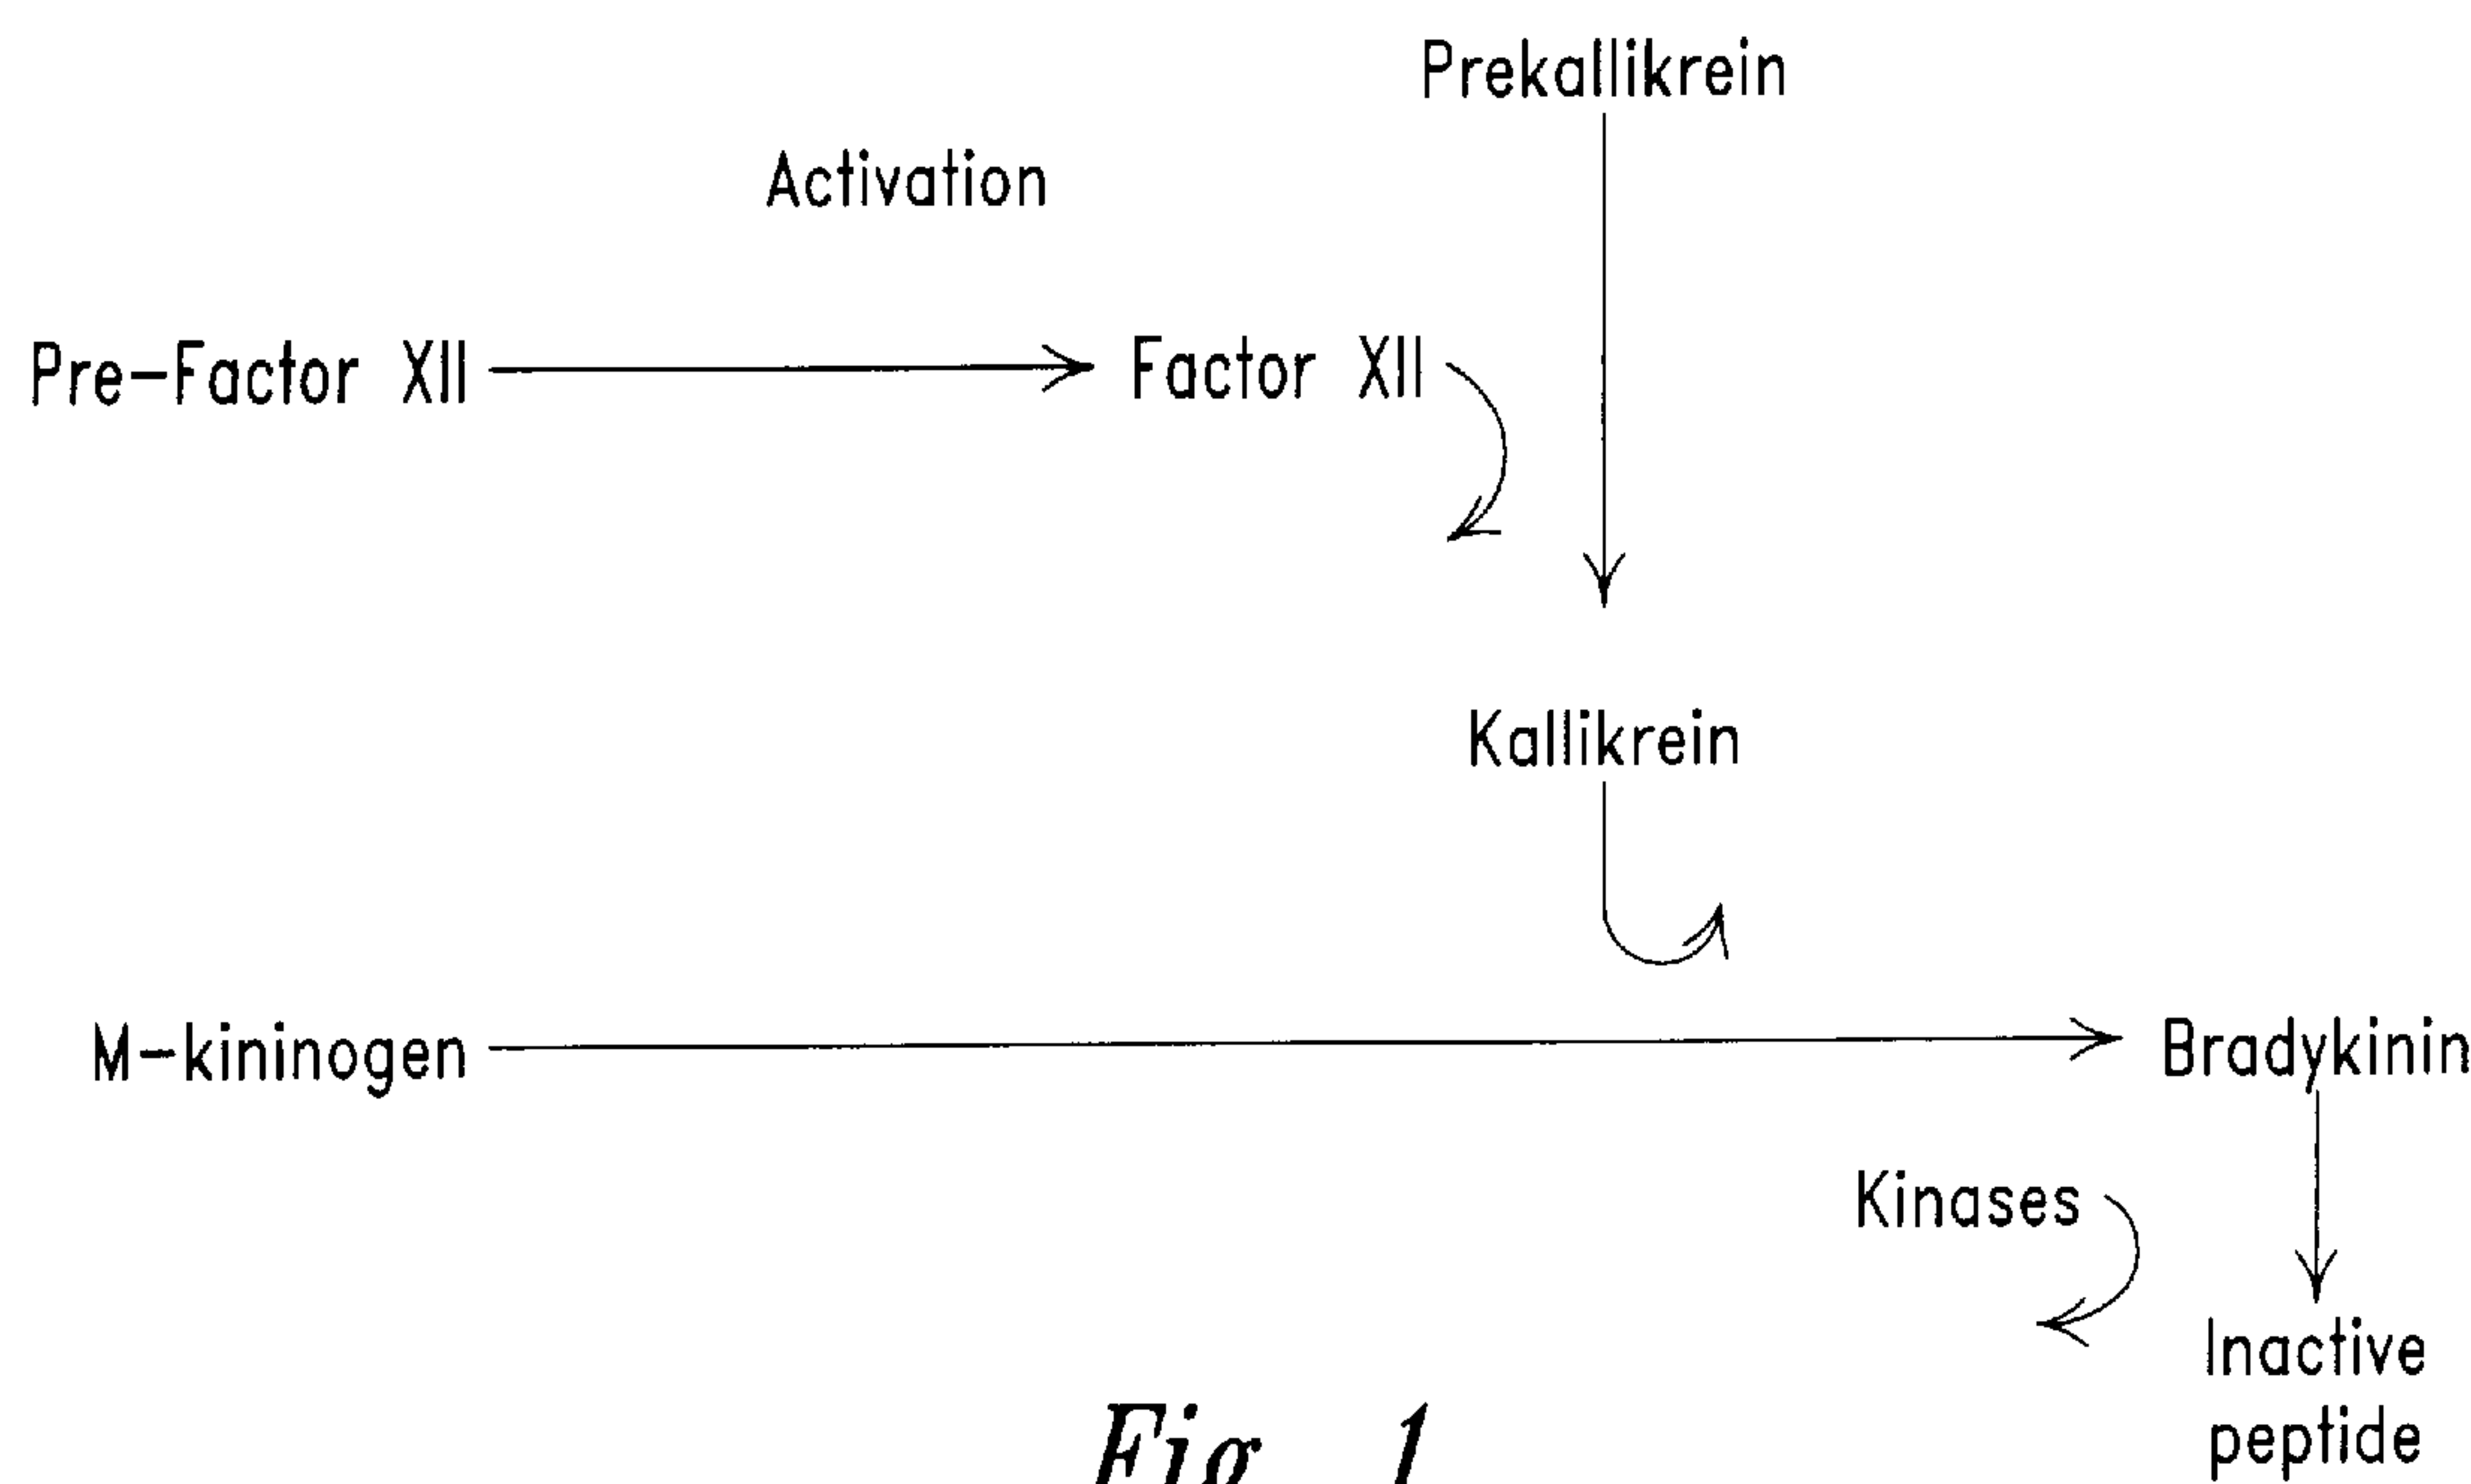 Prekallikrein
Activation
Pre-Factor XII
Factor XII
Kallikrein
M-kininogen
Bradykinin
Kinases
Inactive
peptide
Fig. 1